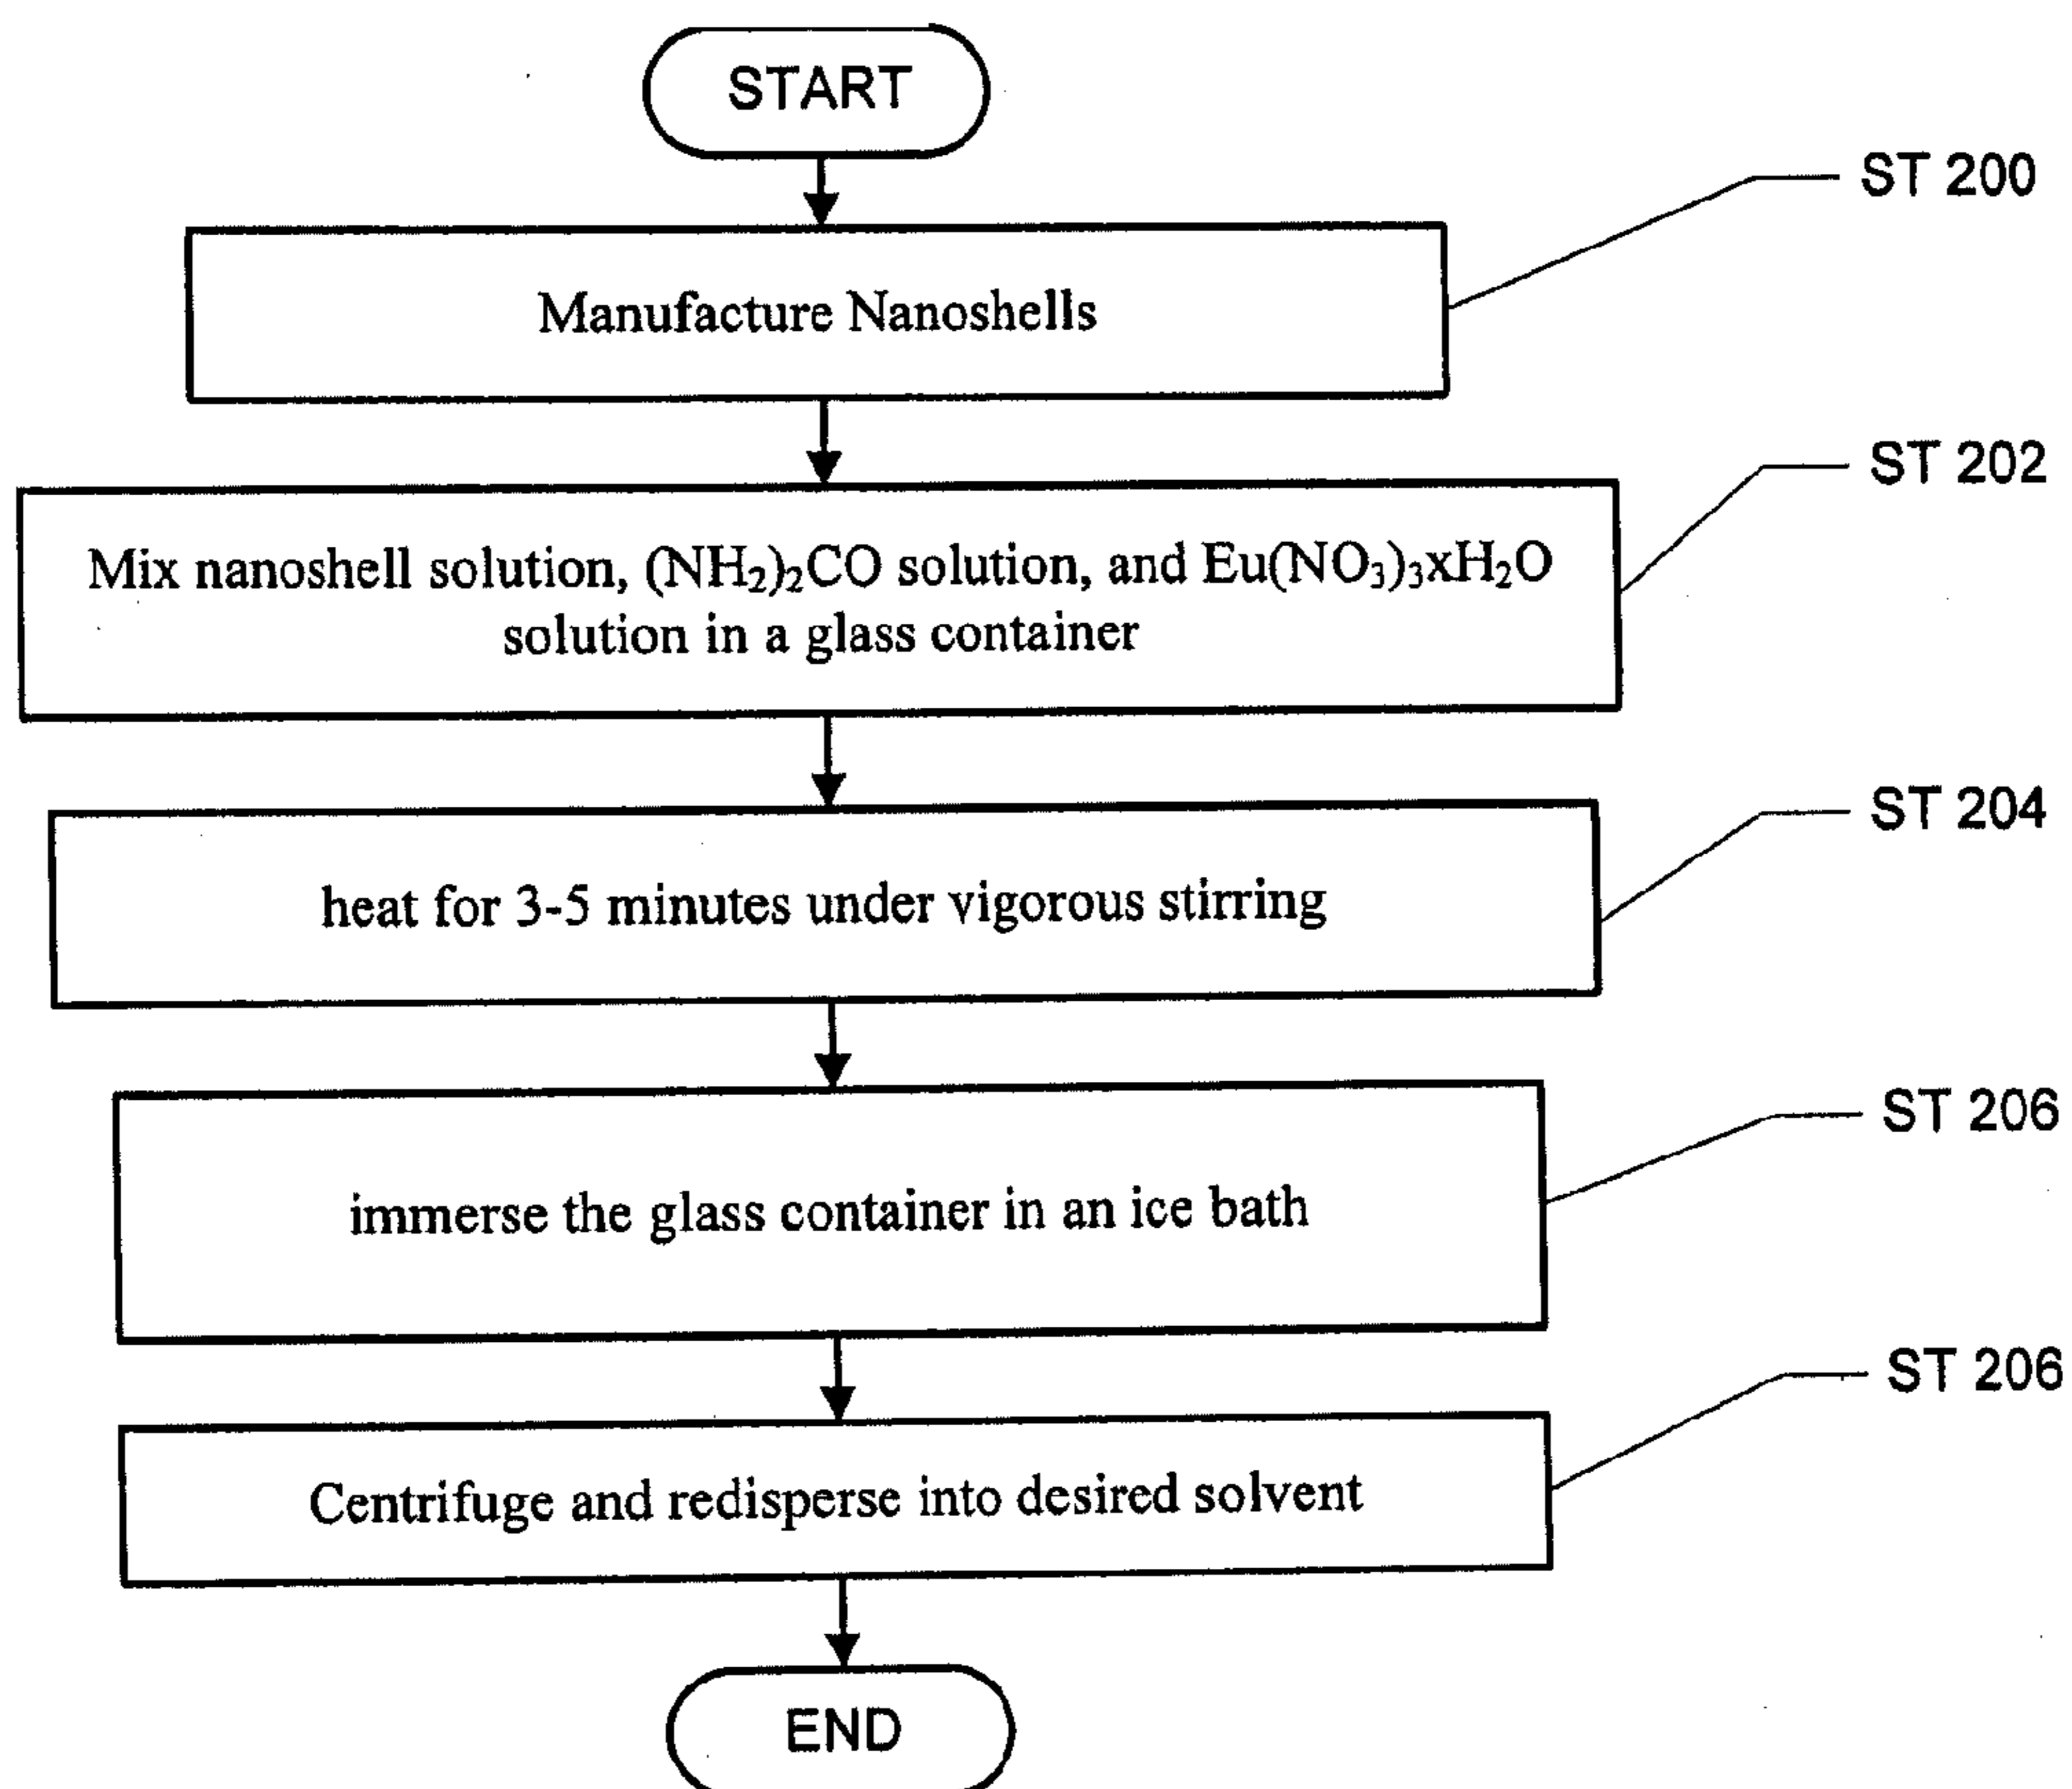 START
ST 200
Manufacture Nanoshells
ST 202
Mix nanoshell solution, (NH₂)₂CO solution, and Eu(NO₃)₃xH₂O
solution in a glass container
ST 204
heat for 3-5 minutes under vigorous stirring
ST 206
immerse the glass container in an ice bath
ST 206
Centrifuge and redisperse into desired solvent
END